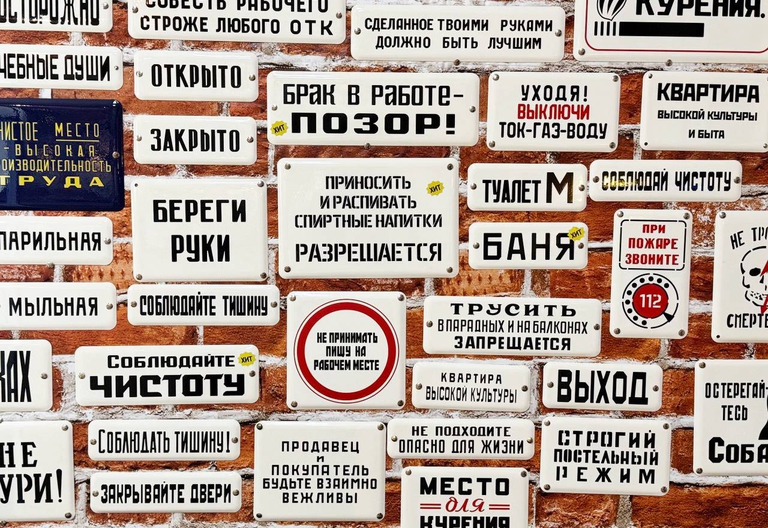 ОСТОРОЖНО
СОВЕСТЬ РАБОЧЕГО
СТРОЖЕ ЛЮБОГО ОТК
СДЕЛАННОЕ ТВОИМИ РУКАМИ
ДОЛЖНО БЫТЬ ЛУЧШИМ
КУРЕНИЯ.
ЧЕБНЫЕ ДУШИ
ОТКРЫТО
БРАК В РАБОТЕ-
ПОЗОР!
ХИТ
УХОДЯ!
ВЫКЛЮЧИ
ТОК-ГАЗ-ВОДУ
КВАРТИРА
ВЫСОКОЙ КУЛЬТУРЫ
И БЫТА
ЧИСТОЕ МЕСТО
-ВЫСОКАЯ
ОИЗВОДИТЕЛЬНОСТЬ
ТРУДА
ЗАКРЫТО
БЕРЕГИ
РУКИ
ПРИНОСИТЬ
И РАСПИВАТЬ
СПИРТНЫЕ НАПИТКИ
РАЗРЕШАЕТСЯ
ХИТ
ТУАЛЕТ М
СОБЛЮДАЙ ЧИСТОТУ
ПАРИЛЬНАЯ
БАНЯ
ХИТ
ПРИ
ПОЖАРЕ
ЗВОНИТЕ
112
НЕ ТР
СМЕРТЕ
МЫЛЬНАЯ
СОБЛЮДАЙТЕ ТИШИНУ
НЕ ПРИНИМАТЬ
ПИЩУ НА
РАБОЧЕМ МЕСТЕ
ТРУСИТЬ
В ПАРАДНЫХ И НА БАЛКОНАХ
ЗАПРЕЩАЕТСЯ
КАХ
СОБЛЮДАЙТЕ
ЧИСТОТУ
ХИТ
КВАРТИРА
ВЫСОКОЙ КУЛЬТУРЫ
ВЫХОД
ОСТЕРЕГАЙ-
ТЕСЬ
СОБА
НЕ
УРИ!
СОБЛЮДАТЬ ТИШИНУ!
ЗАКРЫВАЙТЕ ДВЕРИ
ПРОДАВЕЦ
И
ПОКУПАТЕЛЬ
БУДЬТЕ ВЗАИМНО
ВЕЖЛИВЫ
НЕ ПОДХОДИТЕ
ОПАСНО ДЛЯ ЖИЗНИ
СТРОГИЙ
ПОСТЕЛЬНЫЙ
РЕЖИМ
МЕСТО
ДЛЯ
КУРЕНИЯ